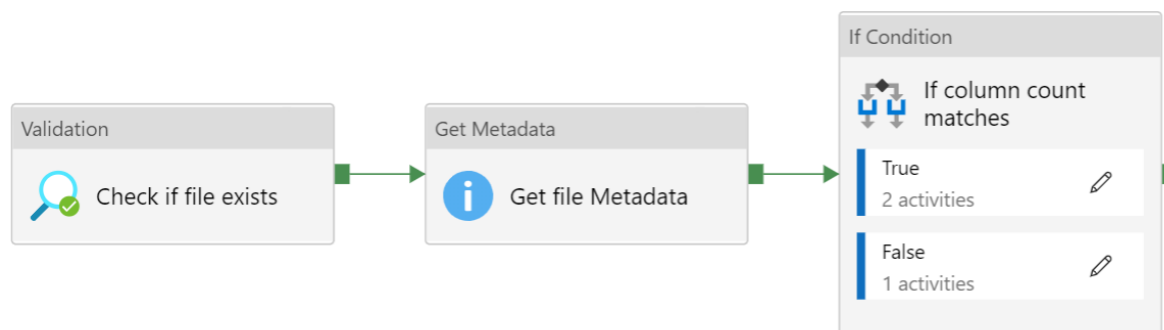 Validation
Check if file exists
Get Metadata
Get file Metadata
If Condition
If column count
matches
True
2 activities
False
1 activities